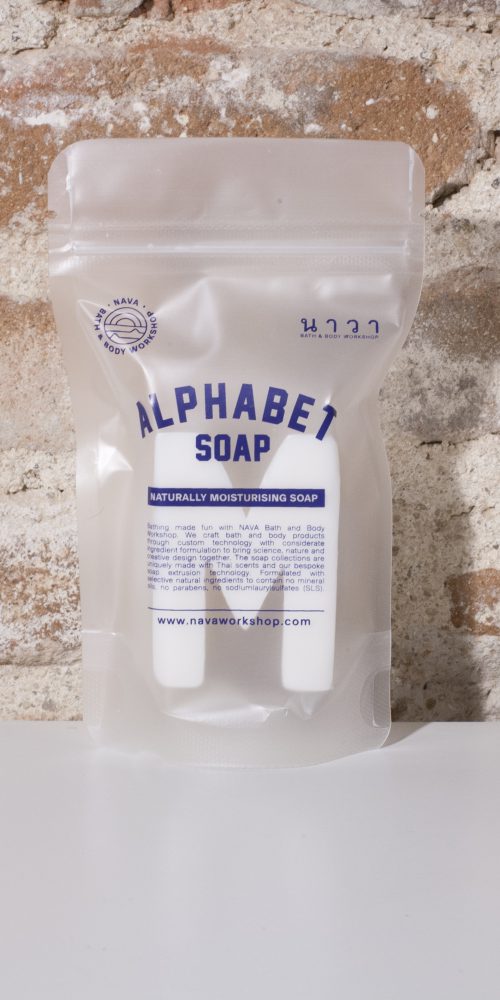 NAVA
BATH & BODY WORKSHOP
นาวา
BATH & BODY WORKSHOP
ALPHABET
SOAP
NATURALLY MOISTURISING SOAP
Bathing made fun with NAVA Bath and Body
Workshop. We craft bath and body products
through custom technology with considerate
ingredient formulation to bring science, nature and
creative design together. The soap collections are
uniquely made with Thai scents and our bespoke
soap extrusion technology. Formulated with
selective natural ingredients to contain no mineral
oils, no parabens, no sodiumlaurylsulfates (SLS).
www.navaworkshop.com